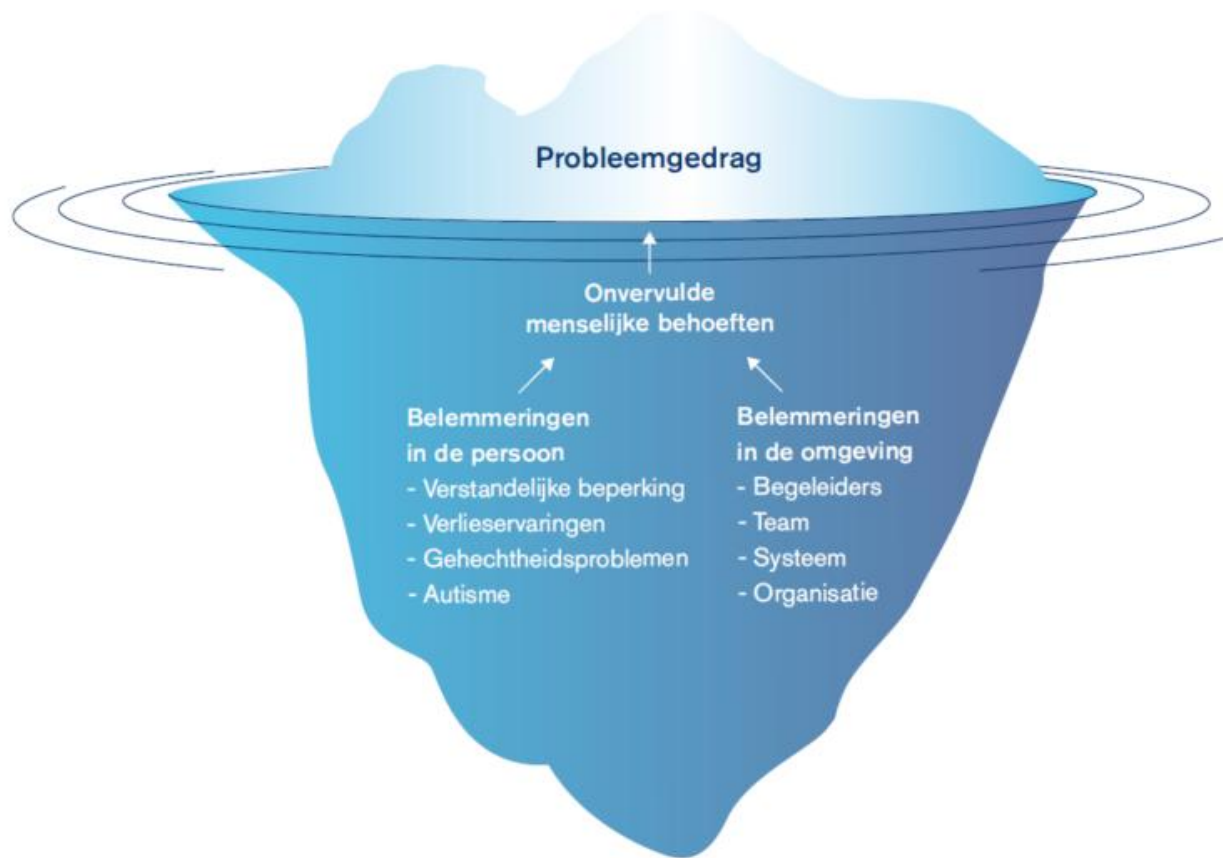 Probleemgedrag
Onvervulde
menselijke behoeften
Belemmeringen
in de persoon
- Verstandelijke beperking
- Verlieservaringen
- Gehechtheidsproblemen
- Autisme
Belemmeringen
in de omgeving
- Begeleiders
- Team
- Systeem
- Organisatie